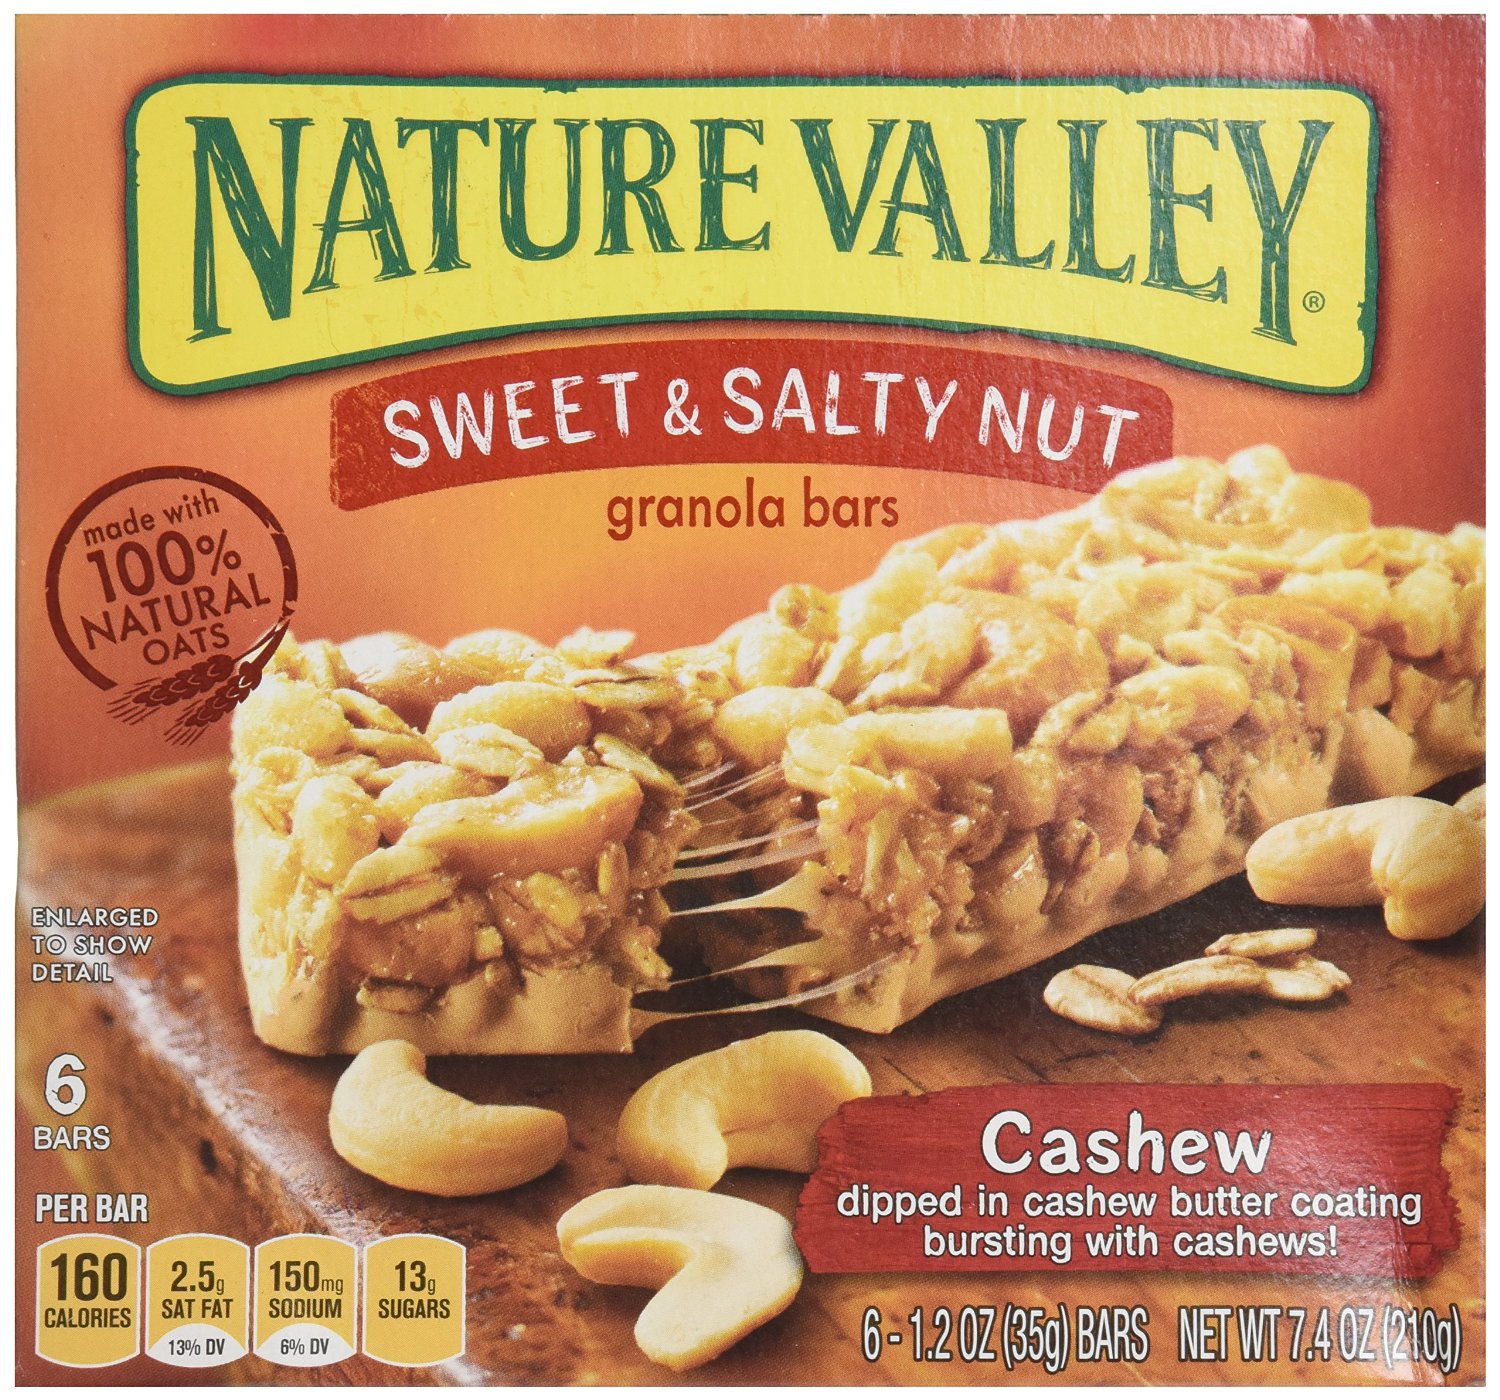 NATURE VALLEY®
SWEET & SALTY NUT
granola bars
made with
100%
NATURAL
OATS
ENLARGED
TO SHOW
DETAIL
6
BARS
PER BAR
160
CALORIES
2.5g
SAT FAT
13% DV
150mg
SODIUM
6% DV
13g
SUGARS
Cashew
dipped in cashew butter coating
bursting with cashews!
6 - 1.2 OZ (35g) BARS NET WT 7.4 OZ (210g)